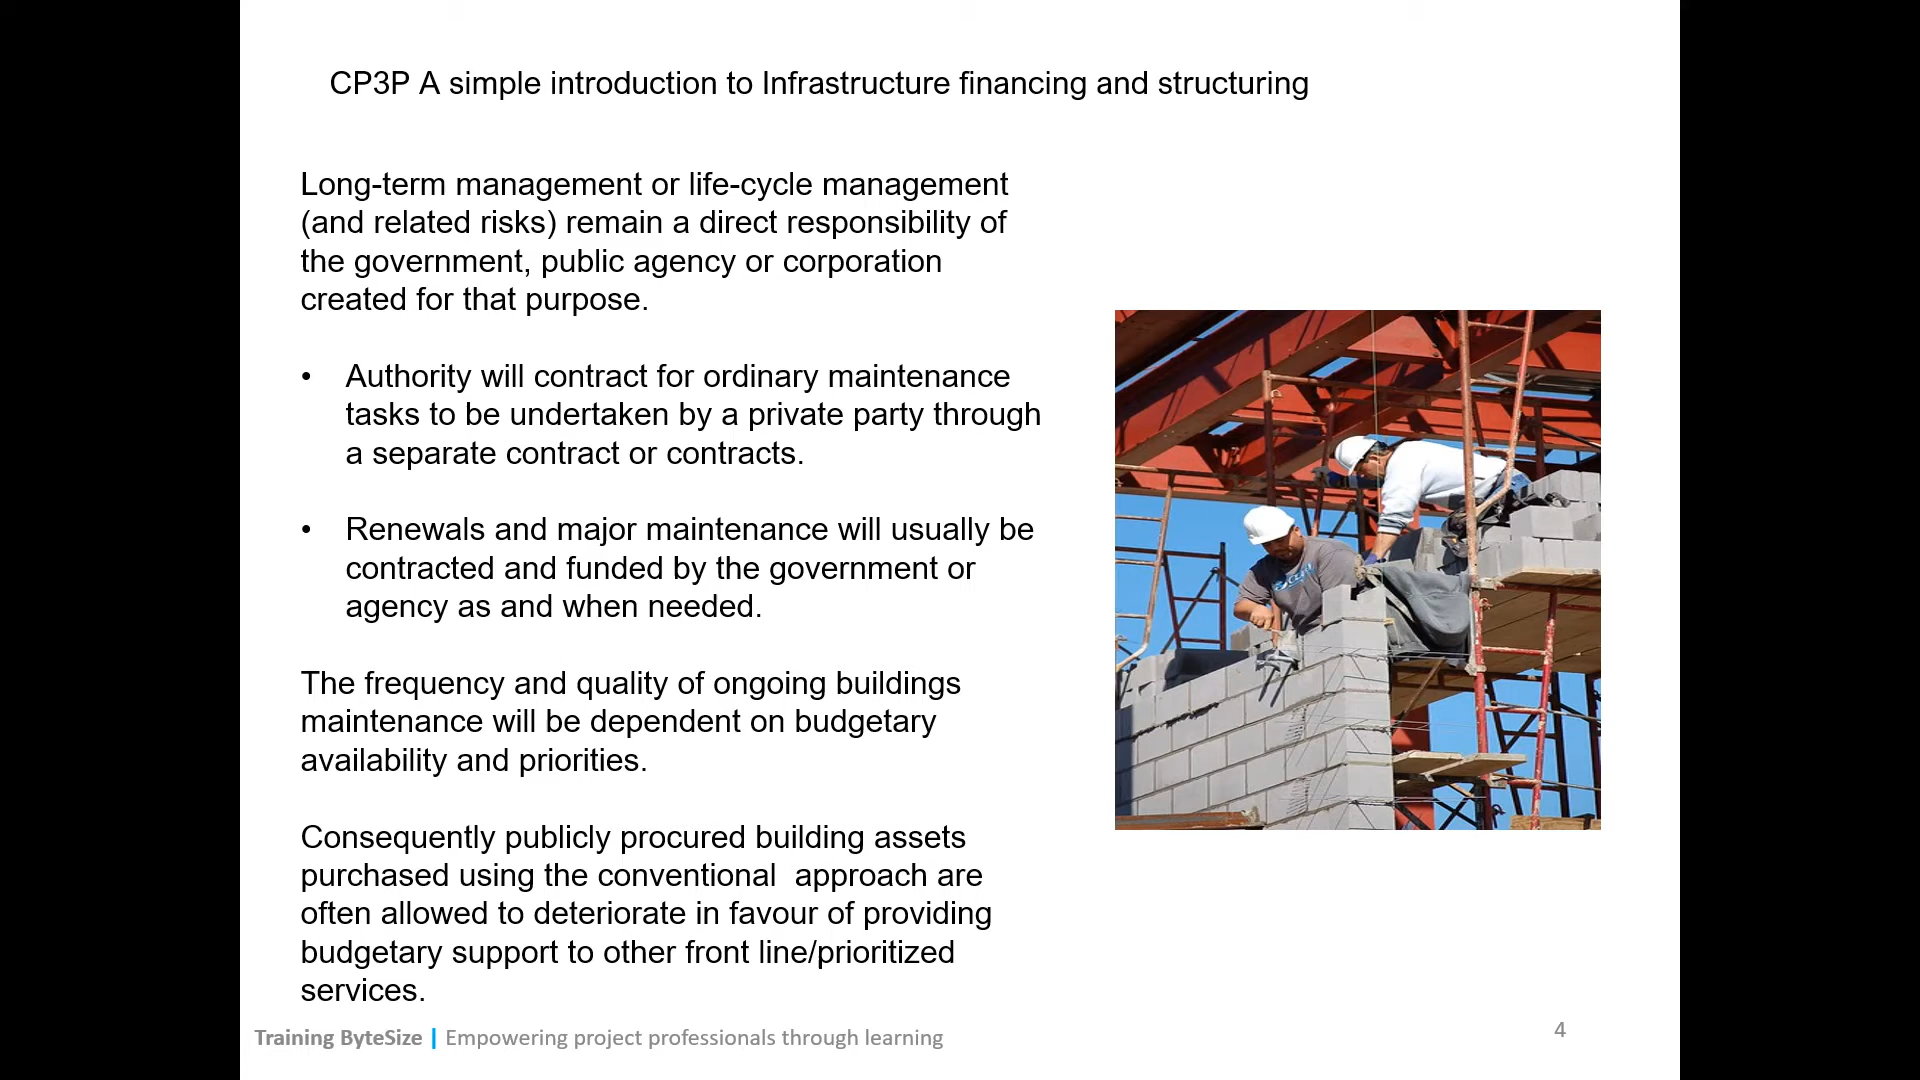 CP3P A simple introduction to Infrastructure financing and structuring
Long-term management or life-cycle management
(and related risks) remain a direct responsibility of
the government, public agency or corporation
created for that purpose.
• Authority will contract for ordinary maintenance
tasks to be undertaken by a private party through
a separate contract or contracts.
• Renewals and major maintenance will usually be
contracted and funded by the government or
agency as and when needed.
The frequency and quality of ongoing buildings
maintenance will be dependent on budgetary
availability and priorities.
Consequently publicly procured building assets
purchased using the conventional  approach are
often allowed to deteriorate in favour of providing
budgetary support to other front line/prioritized
services.
Training ByteSize | Empowering project professionals through learning
4